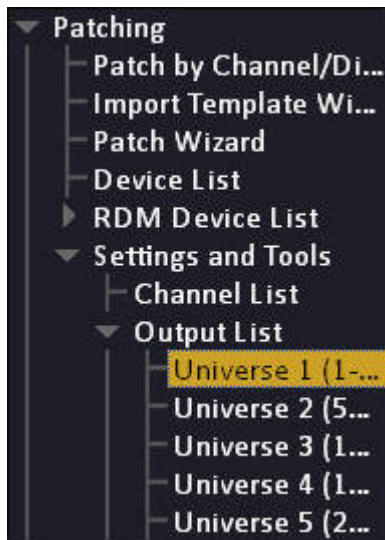 Patching
Patch by Channel/Di...
Import Template Wi...
Patch Wizard
Device List
RDM Device List
Settings and Tools
Channel List
Output List
Universe 1 (1-...
Universe 2 (5...
Universe 3 (1...
Universe 4 (1...
Universe 5 (2...